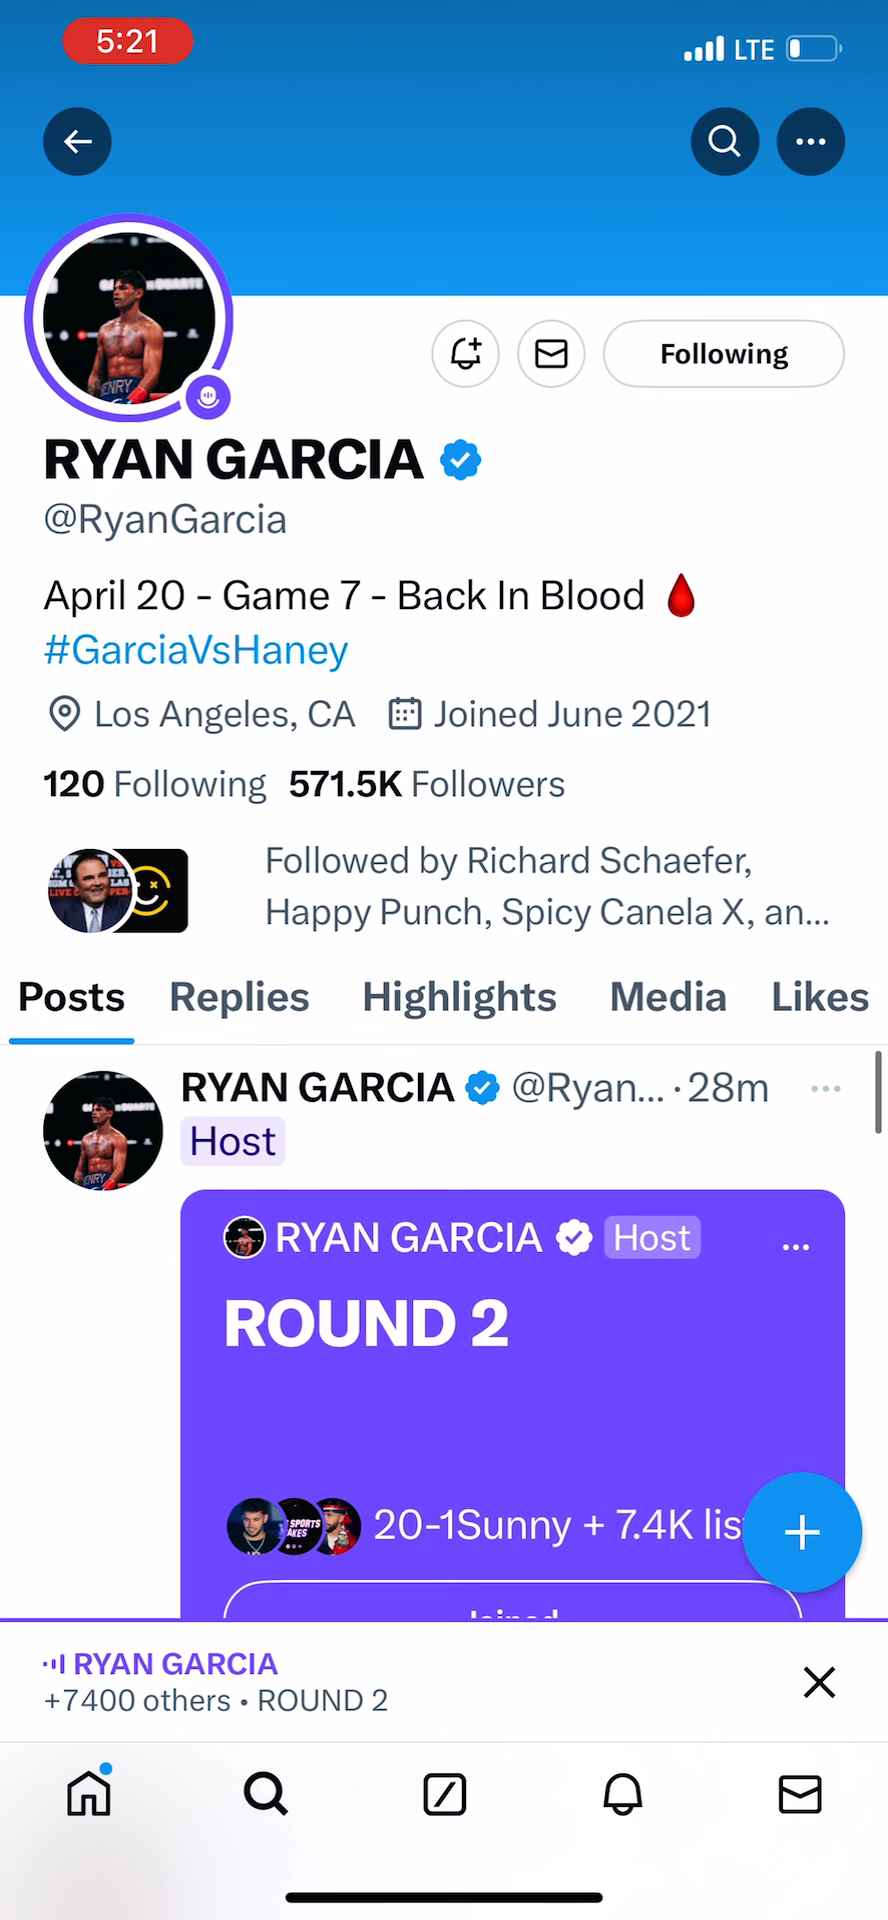 5:21
LTE
Following
RYAN GARCIA
@RyanGarcia
April 20 - Game 7 - Back In Blood 🩸
#GarciaVsHaney
Los Angeles, CA Joined June 2021
120 Following 571.5K Followers
Followed by Richard Schaefer,
Happy Punch, Spicy Canela X, an...
Posts Replies Highlights Media Likes
RYAN GARCIA @Ryan... · 28m
Host
RYAN GARCIA Host
ROUND 2
20-1Sunny + 7.4K lis
Joined
RYAN GARCIA
+7400 others • ROUND 2